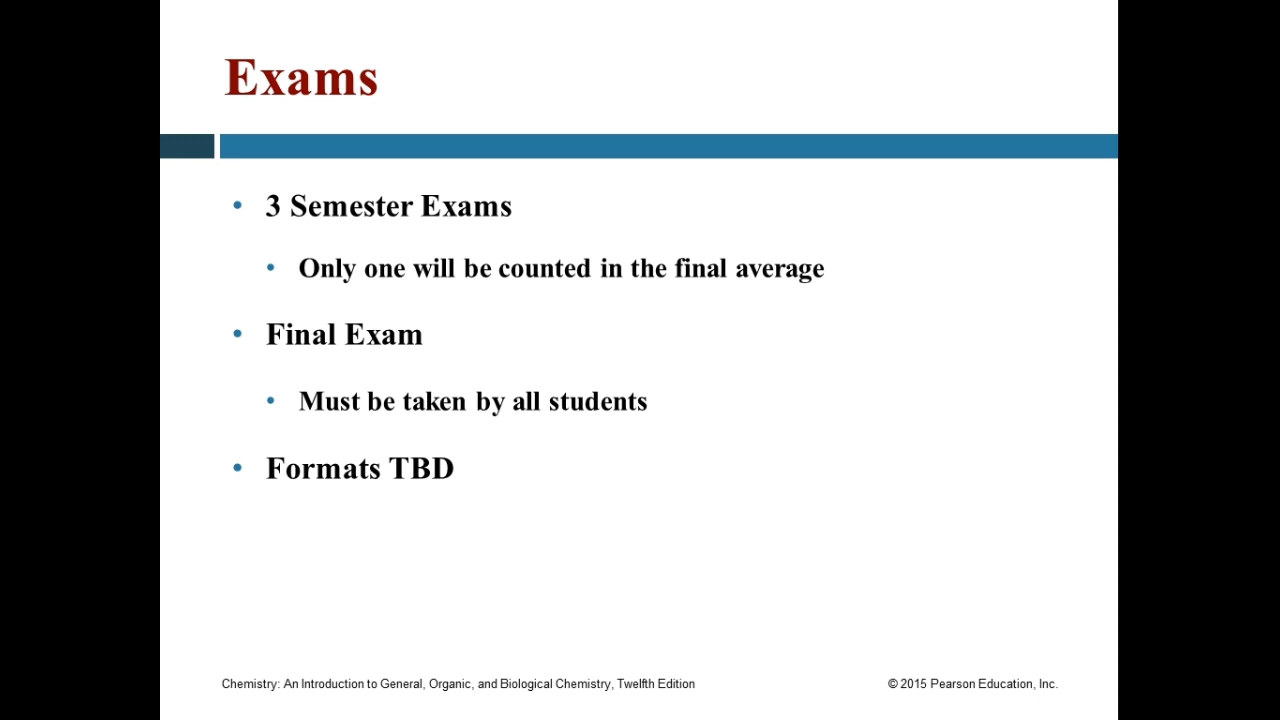 Exams
• 3 Semester Exams
• Only one will be counted in the final average
• Final Exam
• Must be taken by all students
• Formats TBD
Chemistry: An Introduction to General, Organic, and Biological Chemistry, Twelfth Edition
© 2015 Pearson Education, Inc.